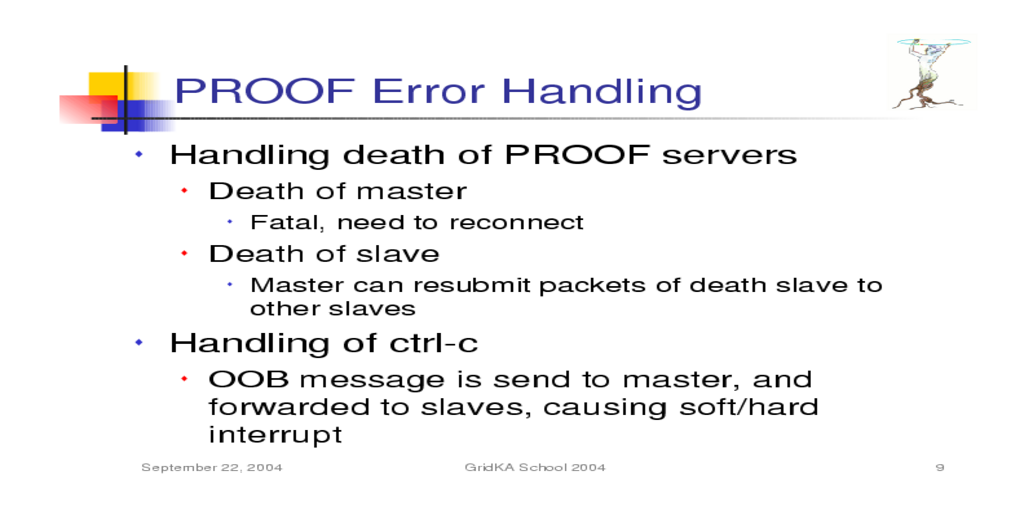 PROOF Error Handling
Handling death of PROOF servers
Death of master
Fatal, need to reconnect
Death of slave
Master can resubmit packets of death slave to
other slaves
Handling of ctrl-c
OOB message is send to master, and
forwarded to slaves, causing soft/hard
interrupt
September 22, 2004
GridKA School 2004
9